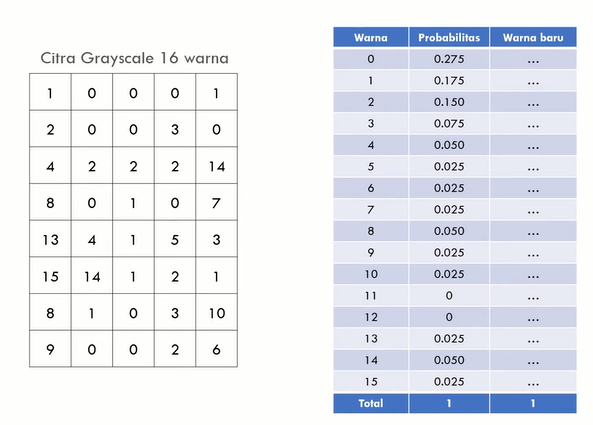 Citra Grayscale 16 warna
1 0 0 0 1
2 0 0 3 0
4 2 2 2 14
8 0 1 0 7
13 4 1 5 3
15 14 1 2 1
8 1 0 3 10
9 0 0 2 6
Warna Probabilitas Warna baru
0 0.275 ...
1 0.175 ...
2 0.150 ...
3 0.075 ...
4 0.050 ...
5 0.025 ...
6 0.025 ...
7 0.025 ...
8 0.050 ...
9 0.025 ...
10 0.025 ...
11 0 ...
12 0 ...
13 0.025 ...
14 0.050 ...
15 0.025 ...
Total 1 1